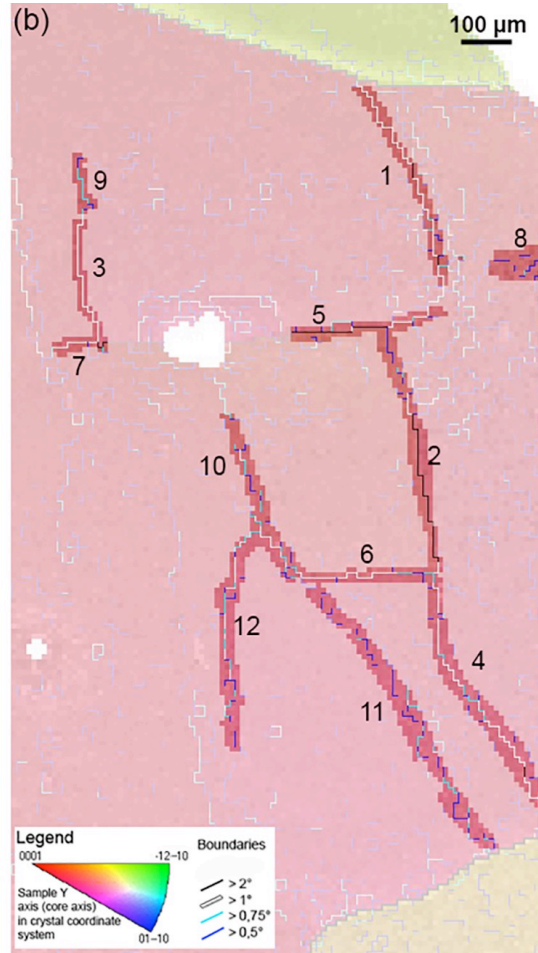 (b)
100 µm
1
9
8
3
5
7
2
10
6
12
4
11
Legend
0001
-12–10
Sample Y
axis (core axis)
in crystal coordinate
system
01–10
Boundaries
> 2°
> 1°
> 0,75°
> 0,5°